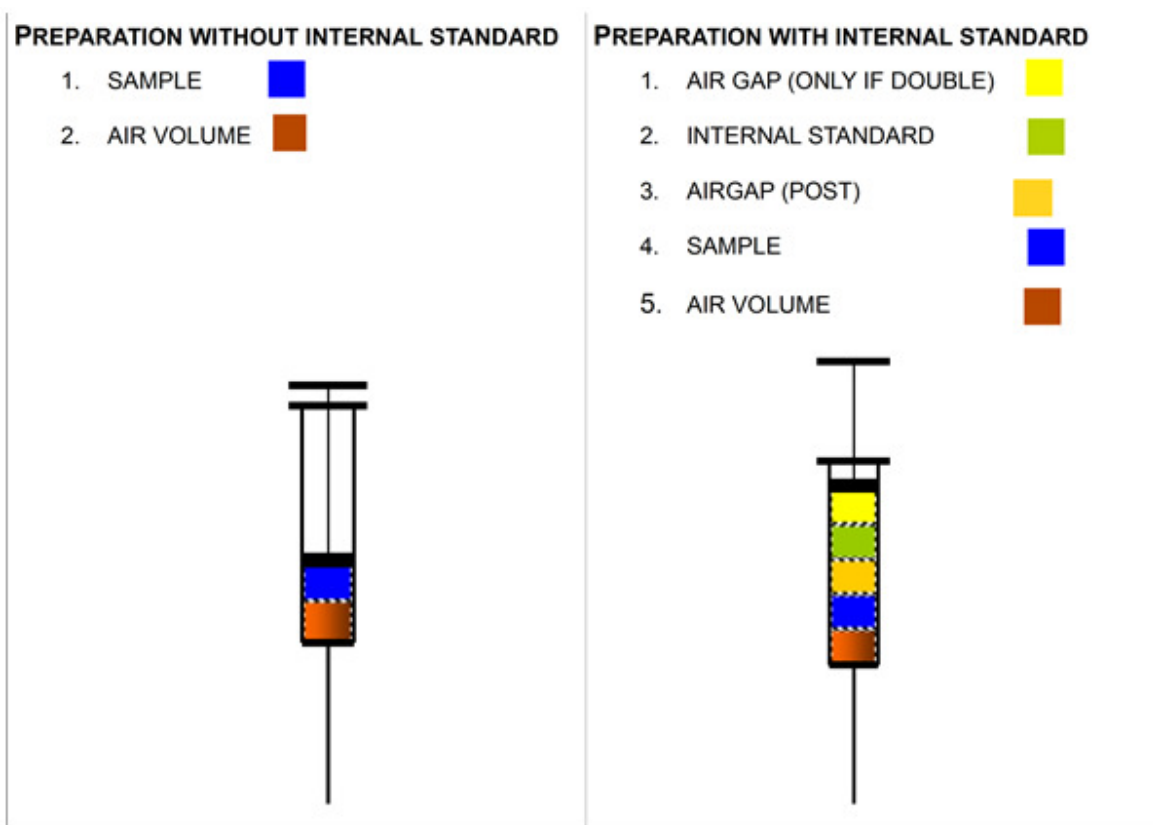 PREPARATION WITHOUT INTERNAL STANDARD
1. SAMPLE
2. AIR VOLUME
PREPARATION WITH INTERNAL STANDARD
1. AIR GAP (ONLY IF DOUBLE)
2. INTERNAL STANDARD
3. AIRGAP (POST)
4. SAMPLE
5. AIR VOLUME